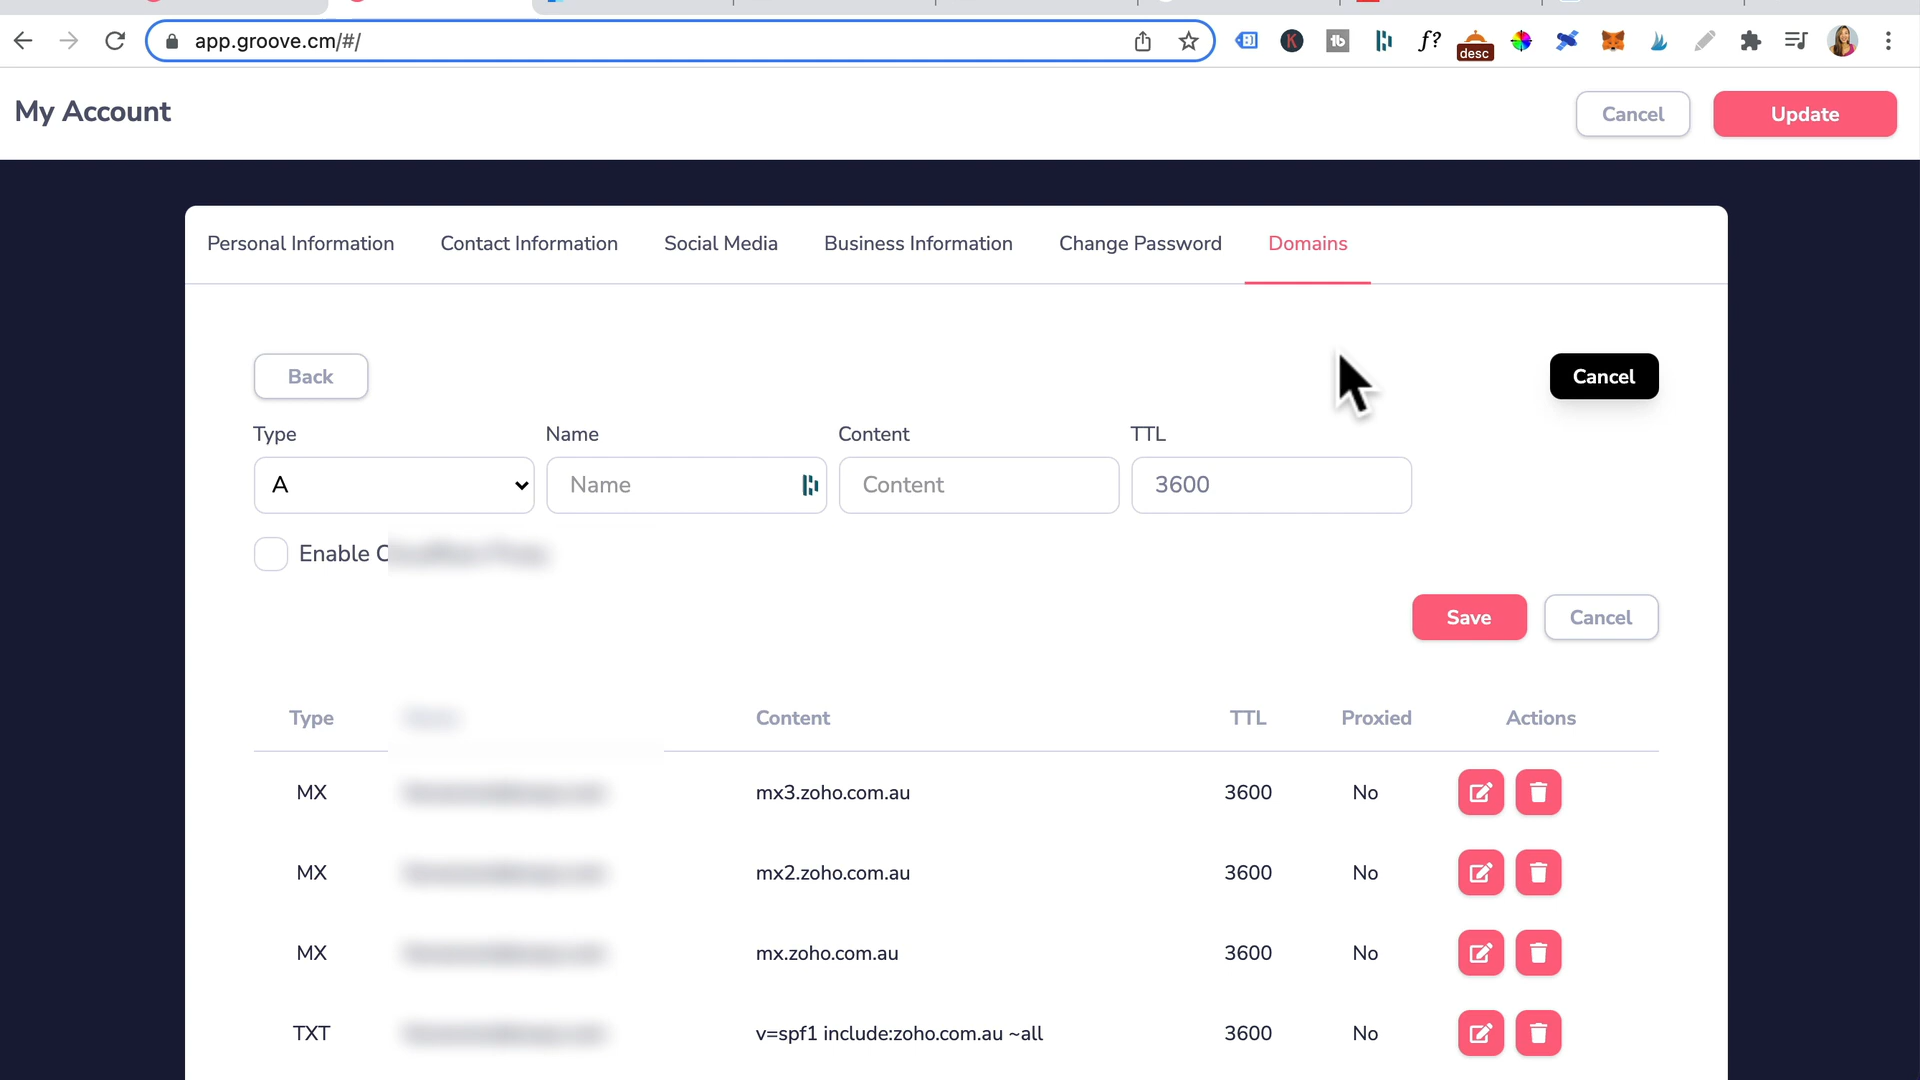 app.groove.cm/#/
f?
desc
My Account
Cancel
Update
Personal Information
Contact Information
Social Media
Business Information
Change Password
Domains
Back
Cancel
Type
Name
Content
TTL
A
Name
Content
3600
Enable
Save
Cancel
Type
Content
TTL
Proxied
Actions
MX
mx3.zoho.com.au
3600
No
MX
mx2.zoho.com.au
3600
No
MX
mx.zoho.com.au
3600
No
TXT
v=spf1 include:zoho.com.au ~all
3600
No